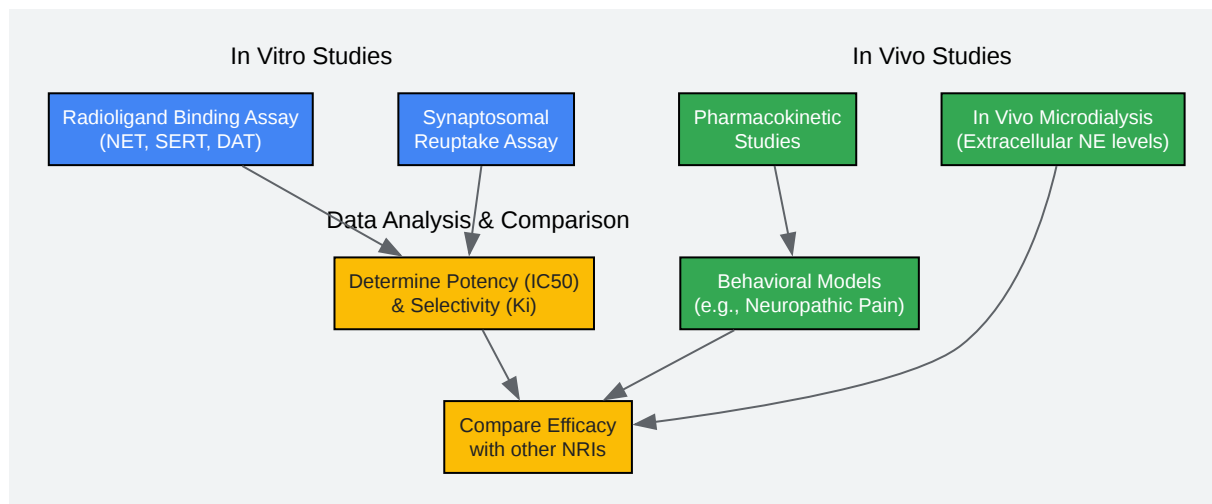 In Vitro Studies
In Vivo Studies
Radioligand Binding Assay
(NET, SERT, DAT)
Synaptosomal
Reuptake Assay
Pharmacokinetic
Studies
In Vivo Microdialysis
(Extracellular NE levels)
Data Analysis & Comparison
Determine Potency (IC50)
& Selectivity (Ki)
Behavioral Models
(e.g., Neuropathic Pain)
Compare Efficacy
with other NRIs